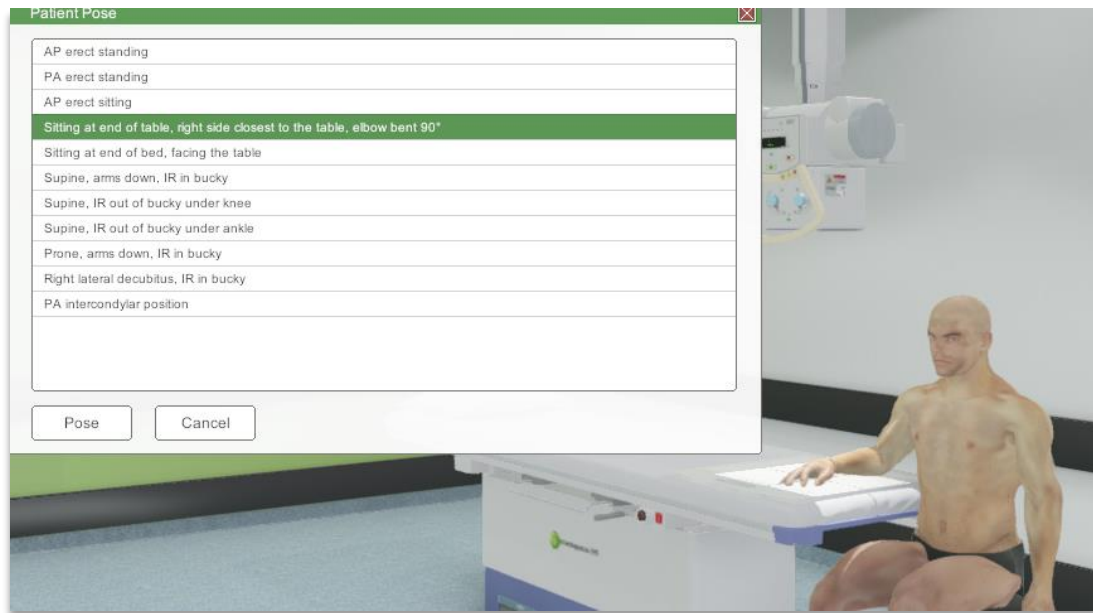 Patient Pose
AP erect standing
PA erect standing
AP erect sitting
Sitting at end of table, right side closest to the table, elbow bent 90°
Sitting at end of bed, facing the table
Supine, arms down, IR in bucky
Supine, IR out of bucky under knee
Supine, IR out of bucky under ankle
Prone, arms down, IR in bucky
Right lateral decubitus, IR in bucky
PA intercondylar position
Pose
Cancel